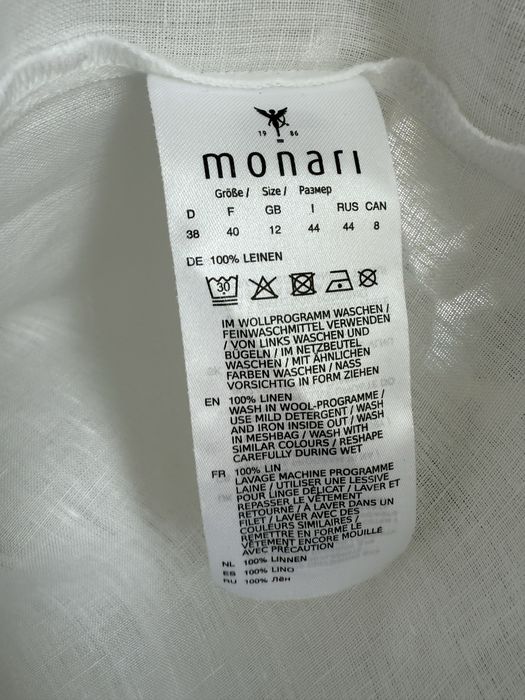 19 86
monari
Größe / Size / Размер
D F GB I RUS CAN
38 40 12 44 44 8
DE 100% LEINEN
30
IM WOLLPROGRAMM WASCHEN /
FEINWASCHMITTEL VERWENDEN
/ VON LINKS WASCHEN UND
BÜGELN / IM NETZBEUTEL
WASCHEN / MIT ÄHNLICHEN
FARBEN WASCHEN / NASS
VORSICHTIG IN FORM ZIEHEN
EN 100% LINEN
WASH IN WOOL-PROGRAMME /
USE MILD DETERGENT / WASH
AND IRON INSIDE OUT / WASH
IN MESHBAG / WASH WITH
SIMILAR COLOURS / RESHAPE
CAREFULLY DURING WET
FR 100% LIN
LAVAGE MACHINE PROGRAMME
LAINE / UTILISER UNE LESSIVE
POUR LINGE DÉLICAT / LAVER ET
REPASSER LE VÊTEMENT
RETOURNÉ / À LAVER DANS UN
FILET / LAVER AVEC DES
COULEURS SIMILAIRES /
REMETTRE EN FORME LE
VÊTEMENT ENCORE MOUILLÉ
AVEC PRÉCAUTION
NL 100% LINNEN
ES 100% LINO
RU 100% Лён